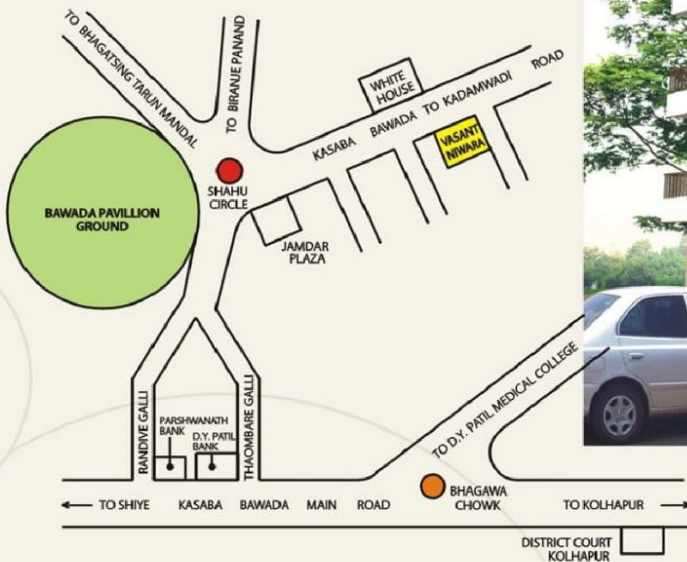 TO BHAGATSING TARUN MANDAL
TO BIRANJE PANAND
WHITE
HOUSE
KASABA BAWADA TO KADAMWADI ROAD
VASANT
NIWARA
SHAHU
CIRCLE
BAWADA PAVILLION
GROUND
JAMDAR
PLAZA
RANDIVE GALLI
PARSHWANATH
BANK
D.Y. PATIL
BANK
THAOMBARE GALLI
TO D.Y. PATIL MEDICAL COLLEGE
BHAGAWA
CHOWK
TO SHIYE KASABA BAWADA MAIN ROAD
TO KOLHAPUR
DISTRICT COURT
KOLHAPUR